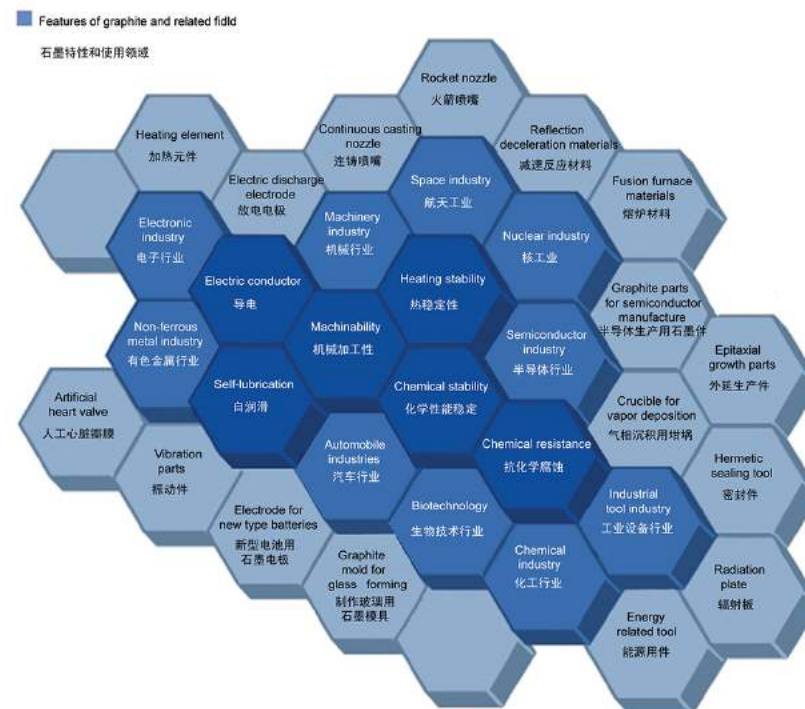 Features of graphite and related fidld
石墨特性和使用领域
Rocket nozzle
火箭喷嘴
Heating element
加热元件
Continuous casting
nozzle
连铸喷嘴
Reflection
deceleration materials
减速反应材料
Electric discharge
electrode
放电电极
Space industry
航天工业
Fusion furnace
materials
熔炉材料
Electronic
industry
电子行业
Machinery
industry
机械行业
Nuclear industry
核工业
Electric conductor
导电
Heating stability
热稳定性
Graphite parts
for semiconductor
manufacture
半导体生产用石墨件
Non-ferrous
metal industry
有色金属行业
Machinability
机械加工性
Semiconductor
industry
半导体行业
Epitaxial
growth parts
外延生产件
Artificial
heart valve
人工心脏瓣膜
Self-lubrication
自润滑
Chemical stability
化学性能稳定
Crucible for
vapor deposition
气相沉积用坩埚
Vibration
parts
振动件
Automobile
industries
汽车行业
Chemical resistance
抗化学腐蚀
Hermetic
sealing tool
密封件
Electrode for
new type batteries
新型电池用
石墨电极
Biotechnology
生物技术行业
Industrial
tool industry
工业设备行业
Graphite
mold for
glass forming
制作玻璃用
石墨模具
Chemical
industry
化工行业
Radiation
plate
辐射板
Energy
related tool
能源用件